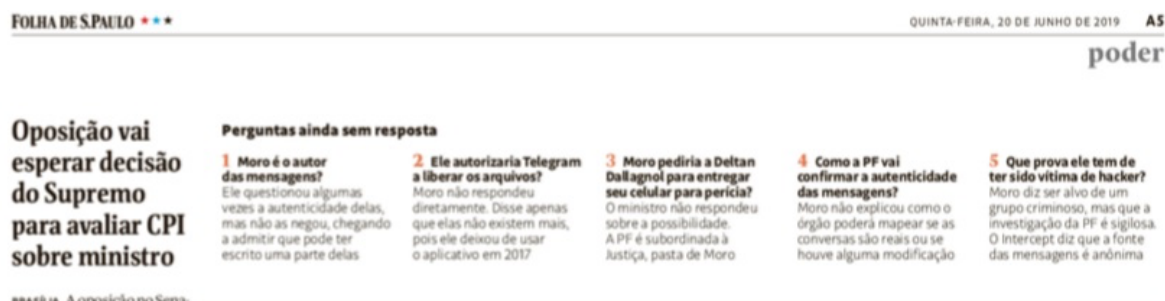 FOLHA DE S.PAULO ★★★
QUINTA-FEIRA, 20 DE JUNHO DE 2019 A5
poder
Oposição vai
esperar decisão
do Supremo
para avaliar CPI
sobre ministro
Perguntas ainda sem resposta
1 Moro é o autor
das mensagens?
Ele questionou algumas
vezes a autenticidade delas,
mas não as negou, chegando
a admitir que pode ter
escrito uma parte delas
2 Ele autorizaria Telegram
a liberar os arquivos?
Moro não respondeu
diretamente. Disse apenas
que elas não existem mais,
pois ele deixou de usar
o aplicativo em 2017
3 Moro pediria a Deltan
Dallagnol para entregar
seu celular para perícia?
O ministro não respondeu
sobre a possibilidade.
A PF é subordinada à
Justiça, pasta de Moro
4 Como a PF vai
confirmar a autenticidade
das mensagens?
Moro não explicou como o
órgão poderá mapear se as
conversas são reais ou se
houve alguma modificação
5 Que prova ele tem de
ter sido vítima de hacker?
Moro diz ser alvo de um
grupo criminoso, mas que a
investigação da PF é sigilosa.
O Intercept diz que a fonte
das mensagens é anônima